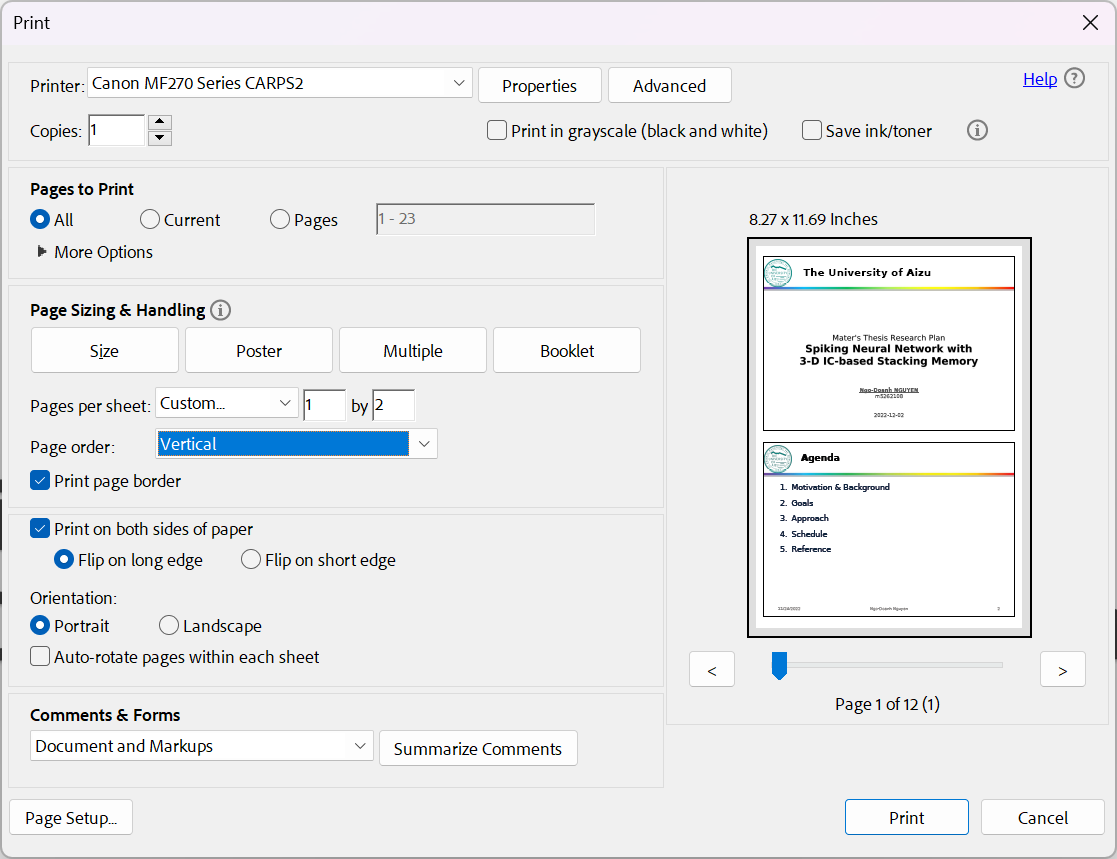 Print
Printer: Canon MF270 Series CARPS2 Properties Advanced Help ?
Copies: 1 Print in grayscale (black and white) Save ink/toner
Pages to Print
All Current Pages 1 - 23
More Options
Page Sizing & Handling
Size Poster Multiple Booklet
Pages per sheet: Custom... 1 by 2
Page order: Vertical
Print page border
Print on both sides of paper
Flip on long edge Flip on short edge
Orientation:
Portrait Landscape
Auto-rotate pages within each sheet
Comments & Forms
Document and Markups Summarize Comments
8.27 x 11.69 Inches
The University of Aizu
Mater's Thesis Research Plan
Spiking Neural Network with
3-D IC-based Stacking Memory
Ngo-Doanh NGUYEN
m5262108
2022-12-02
Agenda
1. Motivation & Background
2. Goals
3. Approach
4. Schedule
5. Reference
Ngo-Doanh Nguyen 2
< >
Page 1 of 12 (1)
Page Setup... Print Cancel